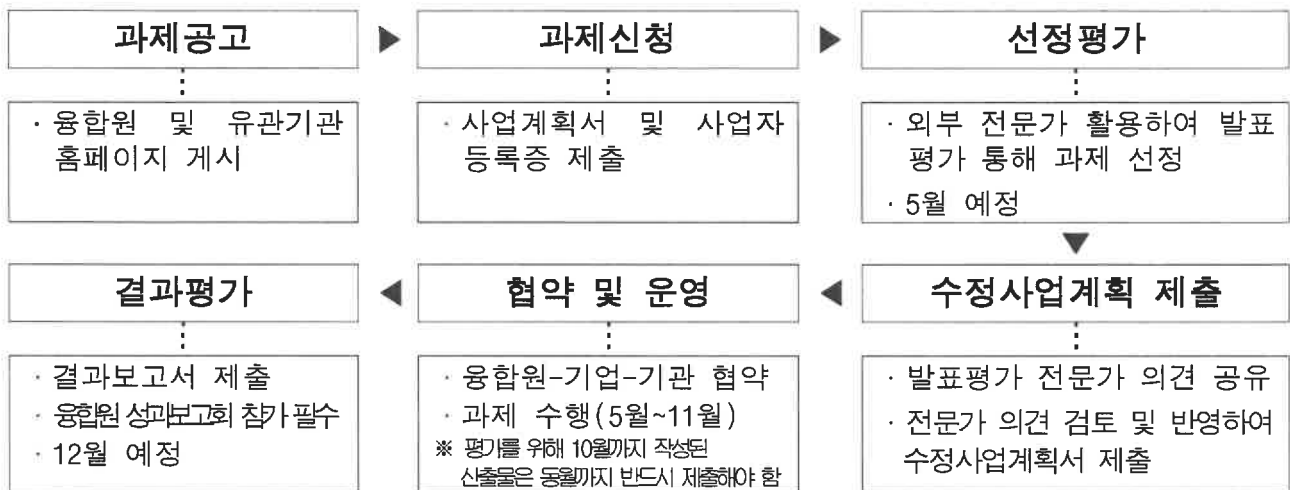 과제공고
▶
과제신청
▶
선정평가
· 융합원 및 유관기관
홈페이지 게시
· 사업계획서 및 사업자
등록증 제출
· 외부 전문가 활용하여 발표
평가 통해 과제 선정
· 5월 예정
▼
결과평가
◀
협약 및 운영
◀
수정사업계획 제출
· 결과보고서 제출
· 융합원 성과보고회 참가 필수
· 12월 예정
· 융합원-기업-기관 협약
· 과제 수행(5월~11월)
※ 평가를 위해 10월까지 작성된
산출물은 동월까지 반드시 제출해야 함
· 발표평가 전문가 의견 공유
· 전문가 의견 검토 및 반영하여
수정사업계획서 제출